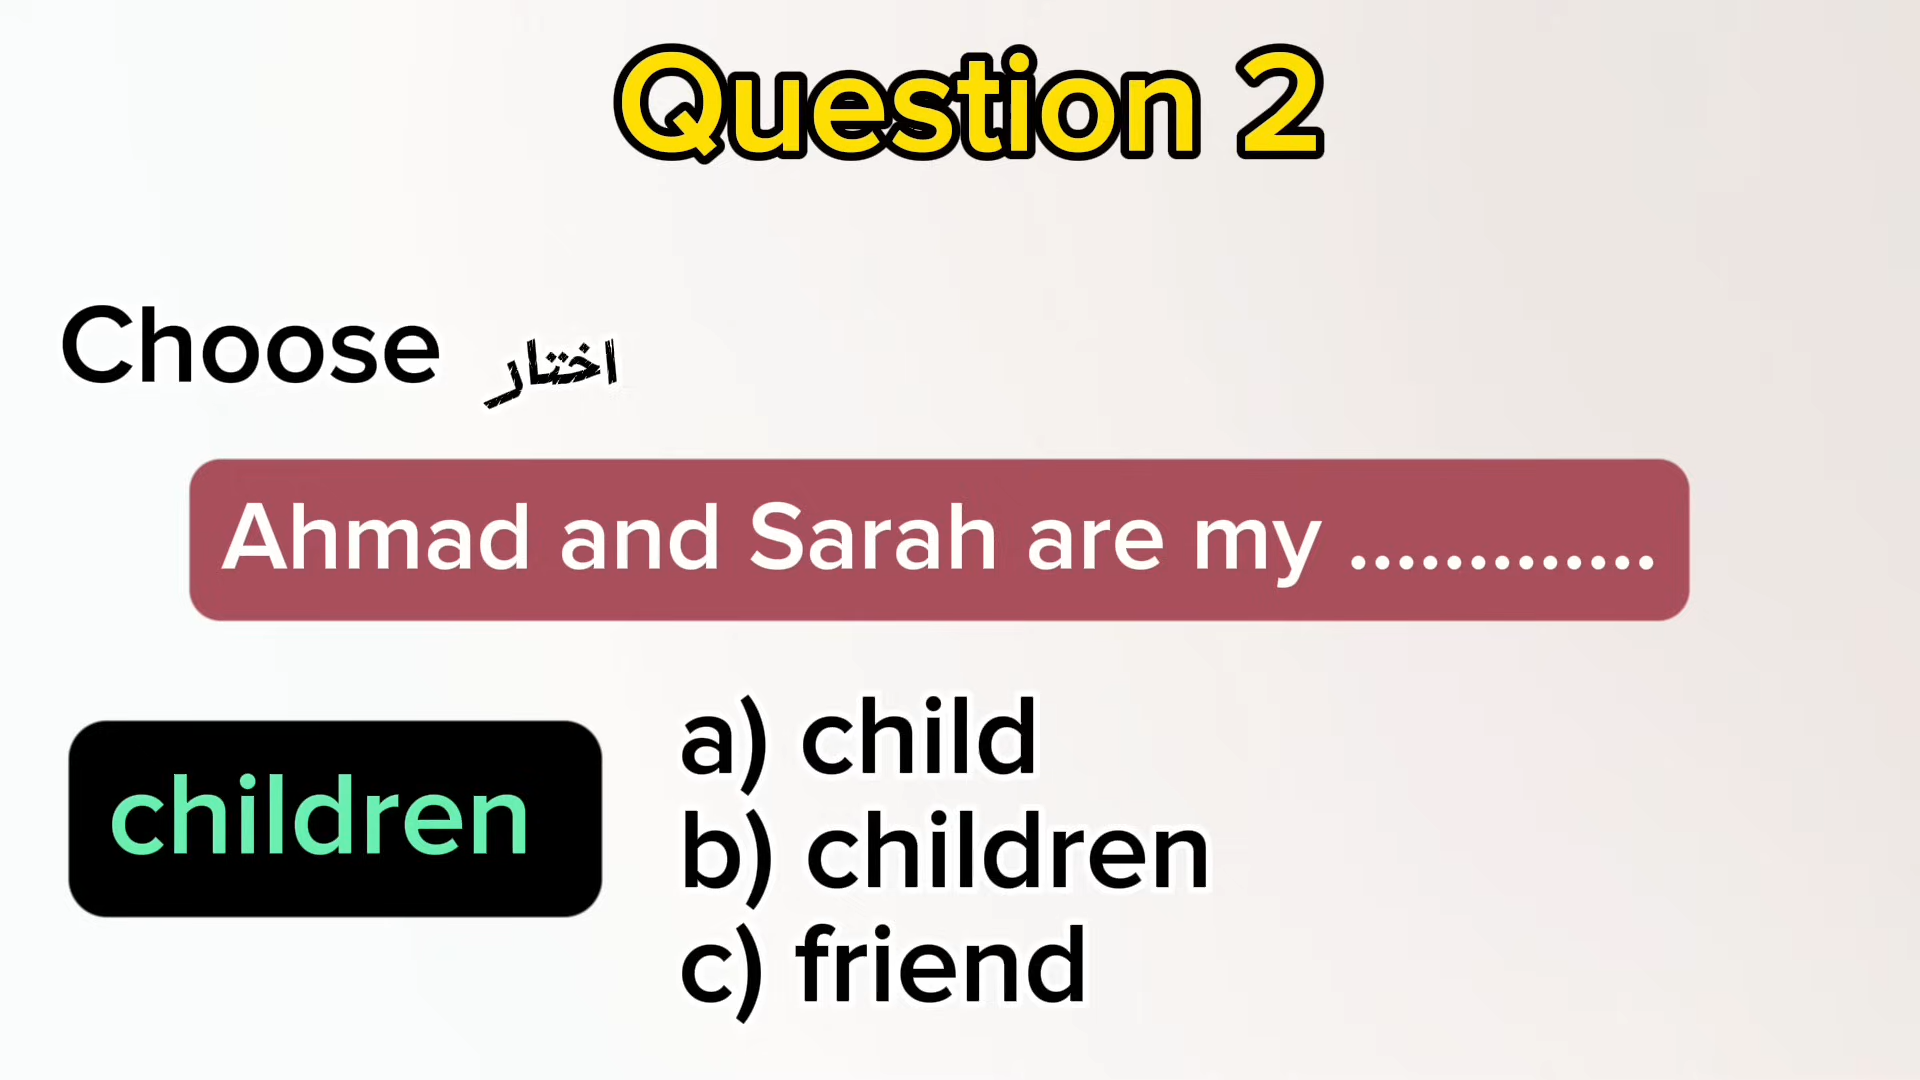 Question 2
Choose اختار
Ahmad and Sarah are my .............
children
a) child
b) children
c) friend